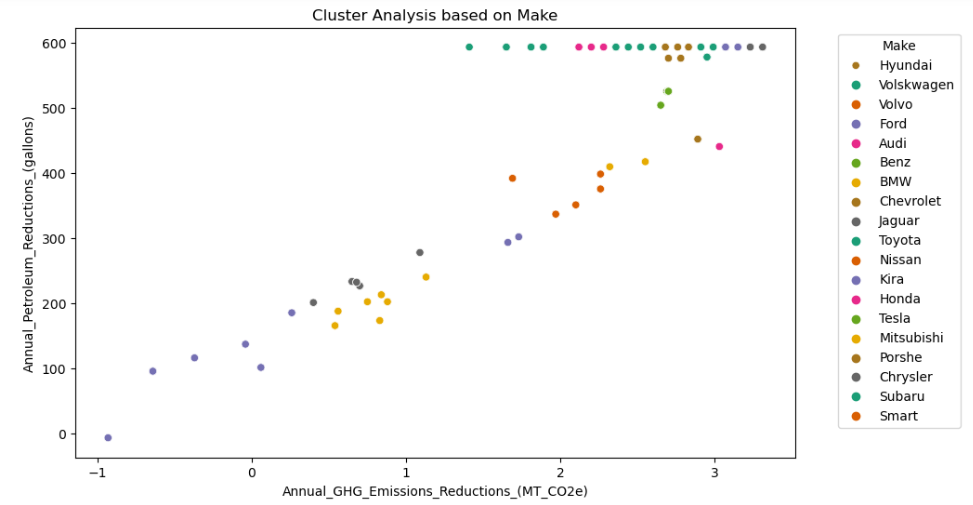 Cluster Analysis based on Make
600
500
400
300
200
100
0
Annual_Petroleum_Reductions_(gallons)
−1
0
1
2
3
Annual_GHG_Emissions_Reductions_(MT_CO2e)
Make
Hyundai
Volskwagen
Volvo
Ford
Audi
Benz
BMW
Chevrolet
Jaguar
Toyota
Nissan
Kira
Honda
Tesla
Mitsubishi
Porshe
Chrysler
Subaru
Smart